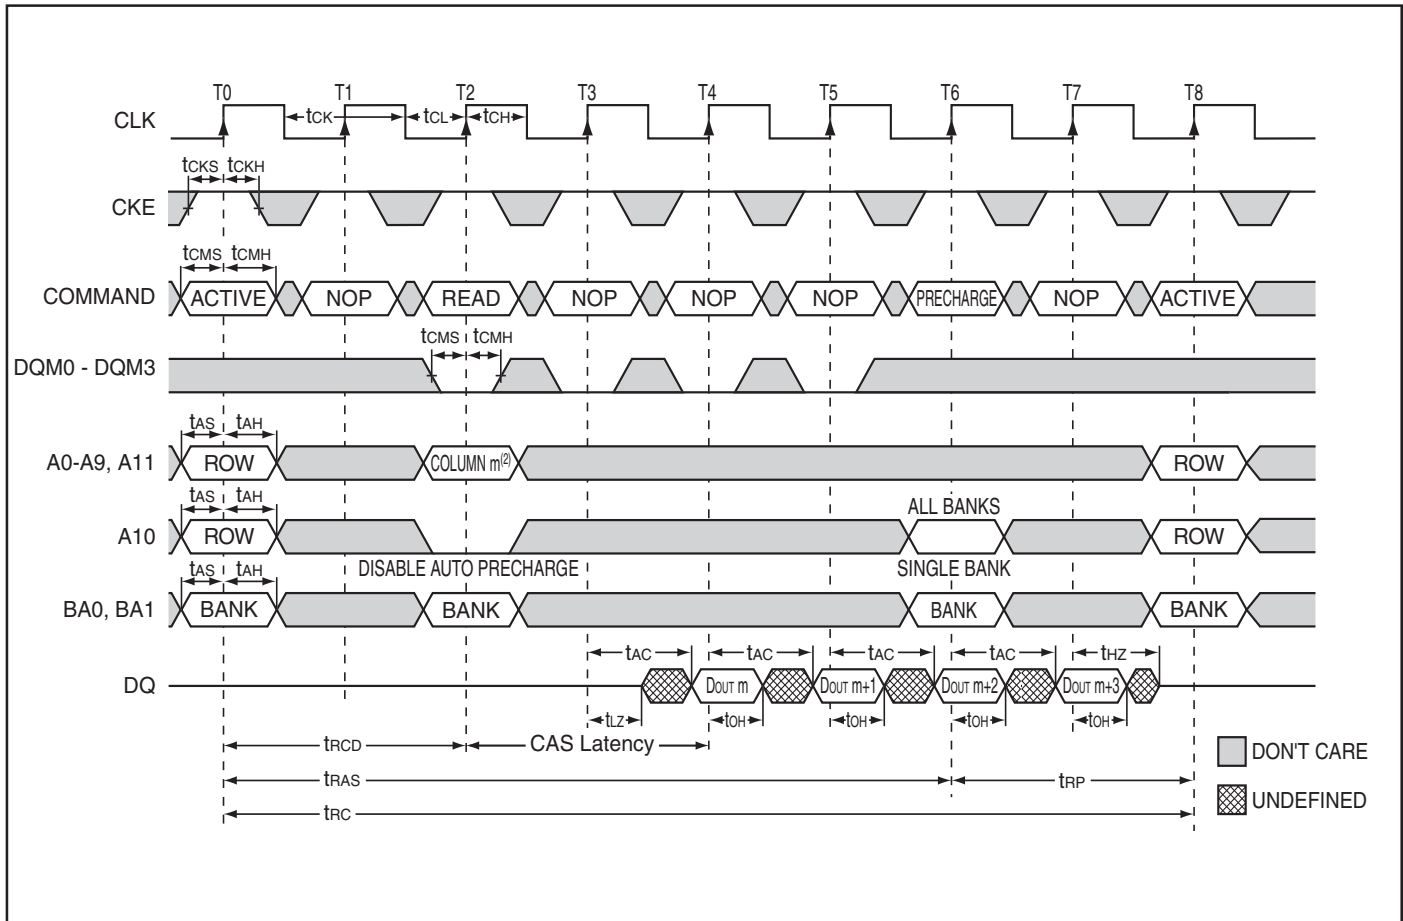 T0 T1 T2 T3 T4 T5 T6 T7 T8
CLK tCK tCL tCH
tCKS tCKH
CKE
tCMS tCMH
COMMAND ACTIVE NOP READ NOP NOP NOP PRECHARGE NOP ACTIVE
tCMS tCMH
DQM0 - DQM3
tAS tAH
A0-A9, A11 ROW COLUMN m(2) ROW
tAS tAH ALL BANKS
A10 ROW ROW
DISABLE AUTO PRECHARGE SINGLE BANK
tAS tAH
BA0, BA1 BANK BANK BANK BANK
tAC tAC tAC tAC tHZ
DQ DOUT m DOUT m+1 DOUT m+2 DOUT m+3
tLZ tOH tOH tOH tOH
tRCD CAS Latency
DON'T CARE
tRAS tRP
UNDEFINED
tRC